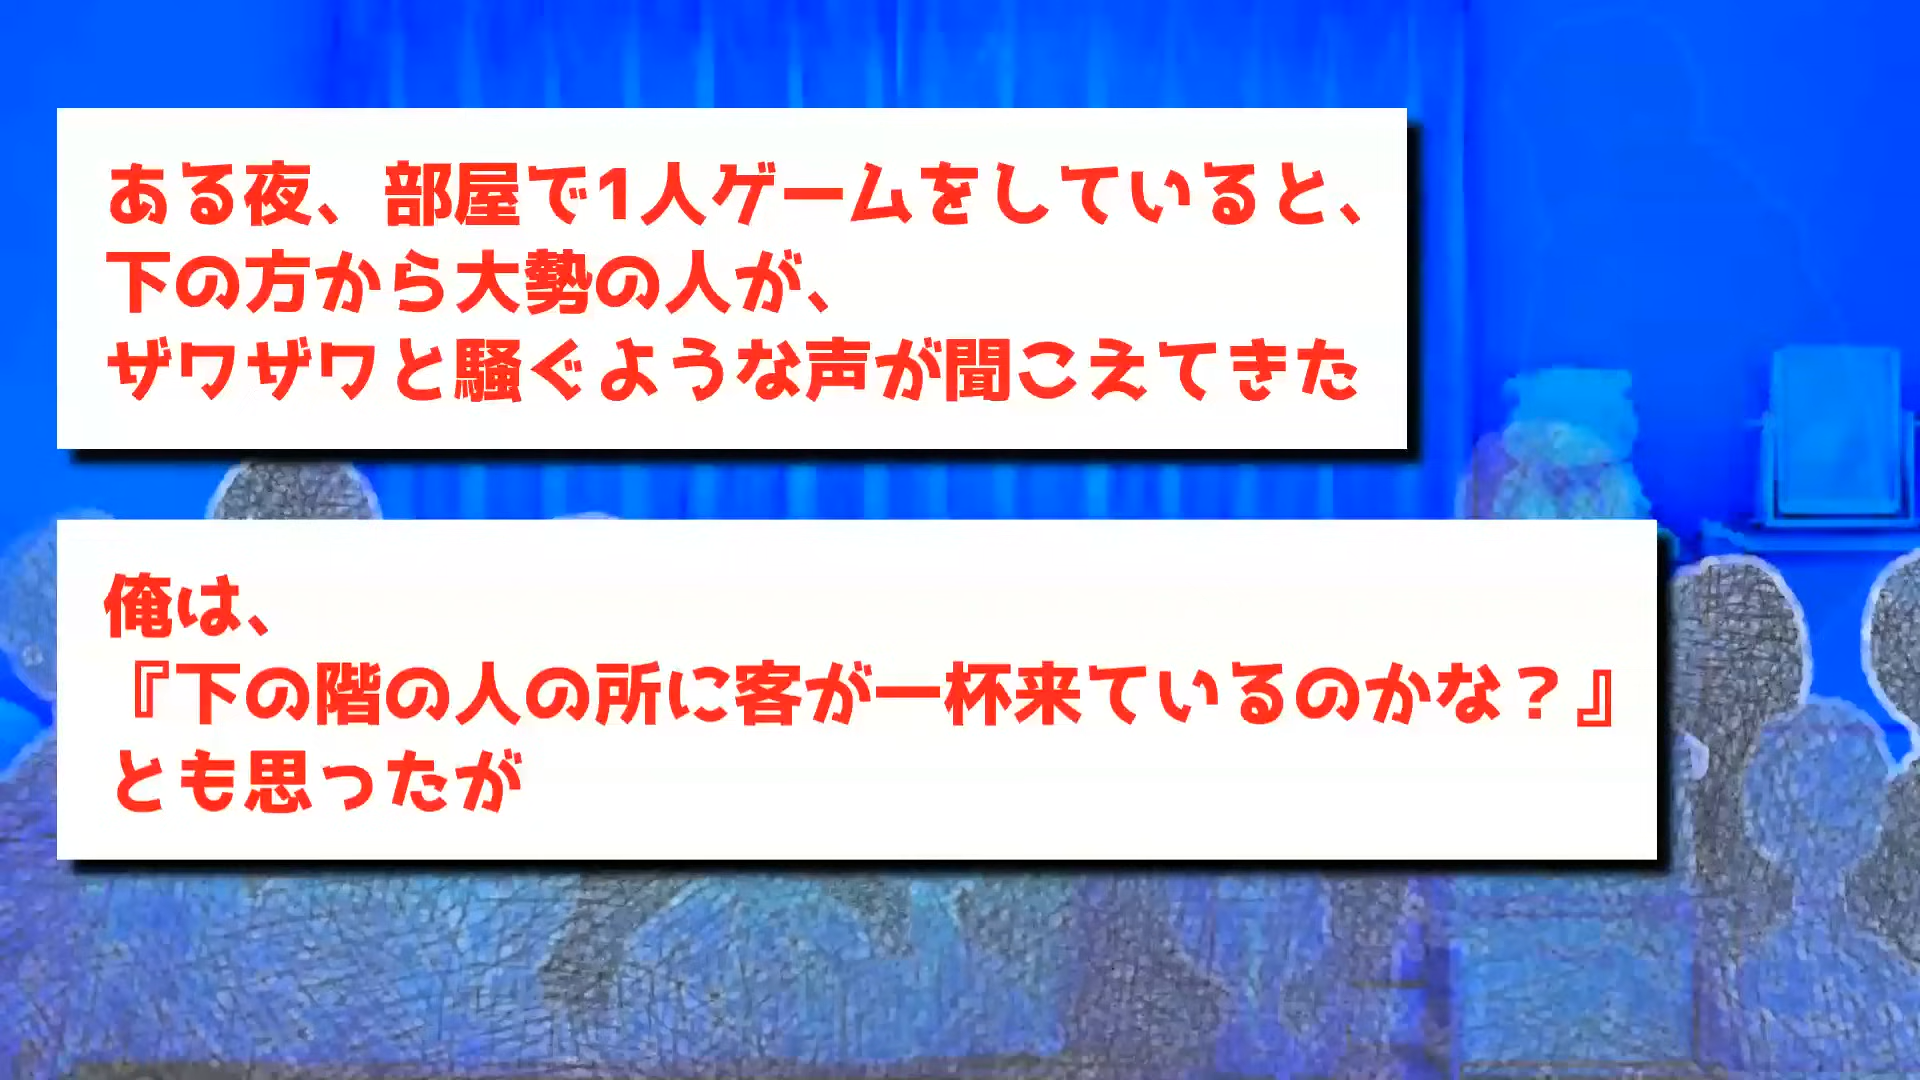 ある夜、部屋で1人ゲームをしていると、
下の方から大勢の人が、
ザワザワと騒ぐような声が聞こえてきた
俺は、
『下の階の人の所に客が一杯来ているのかな？』
とも思ったが